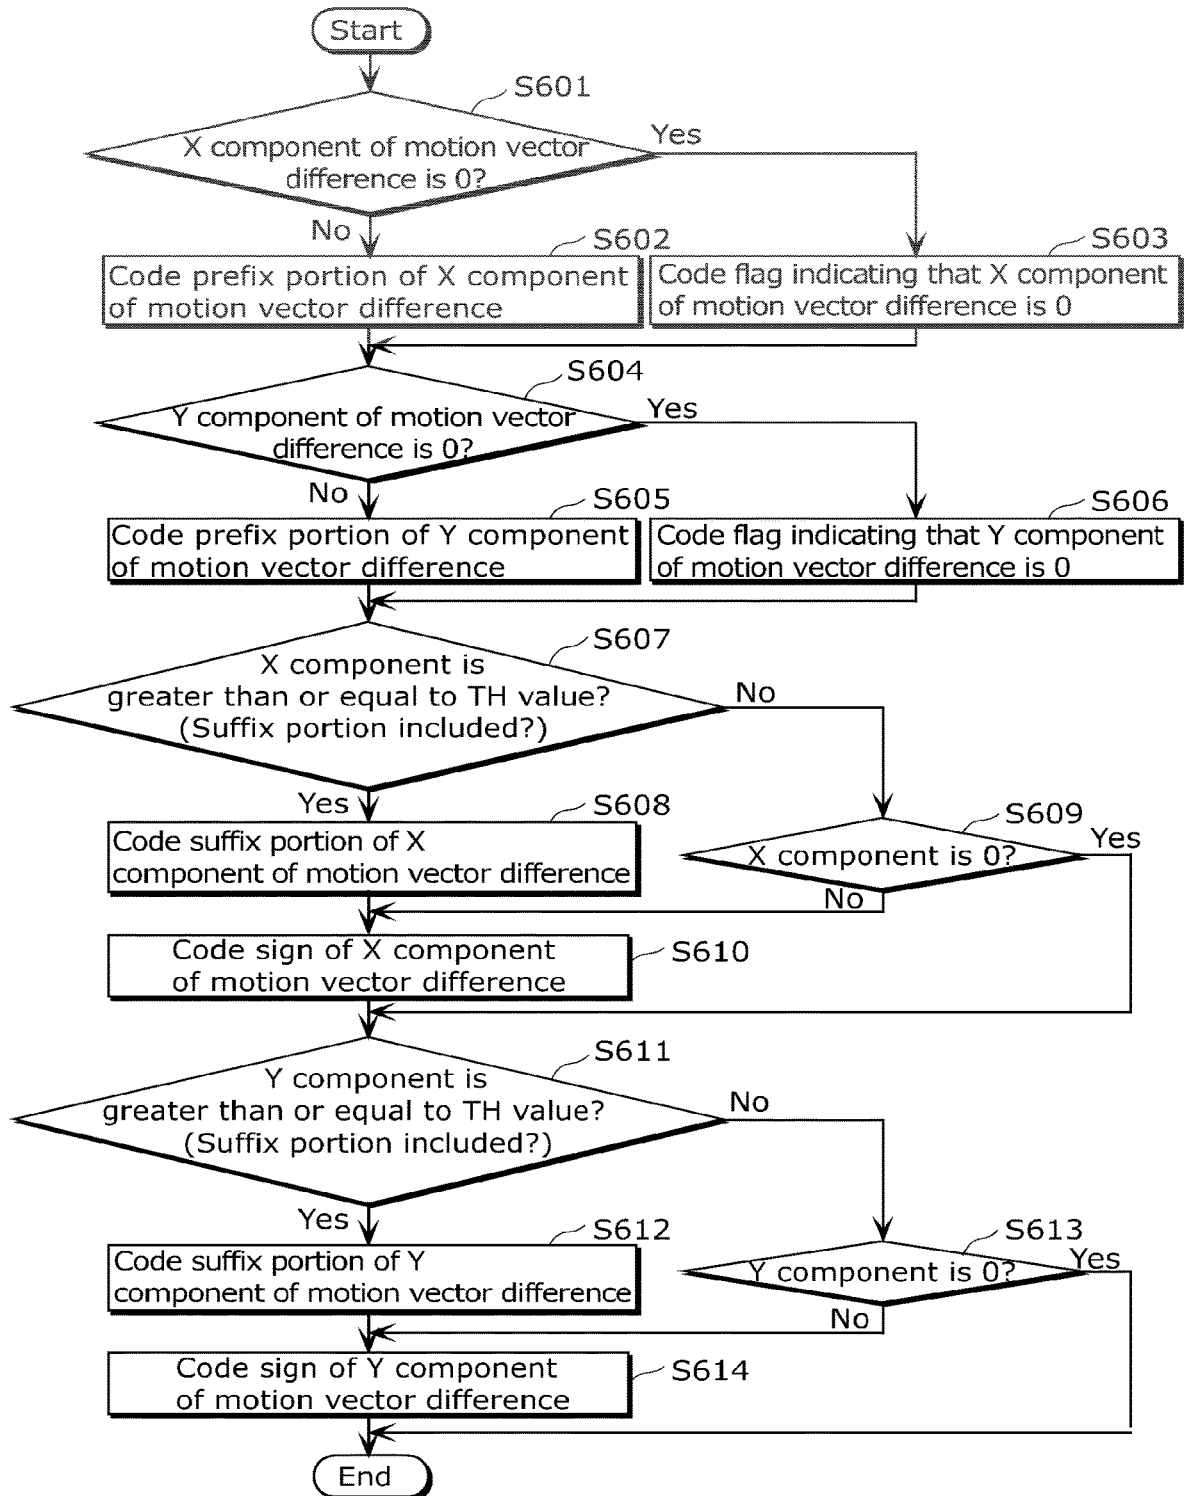 Start
S601
X component of motion vector
difference is 0?
Yes
No
S602
Code prefix portion of X component
of motion vector difference
S603
Code flag indicating that X component
of motion vector difference is 0
S604
Y component of motion vector
difference is 0?
Yes
No
S605
Code prefix portion of Y component
of motion vector difference
S606
Code flag indicating that Y component
of motion vector difference is 0
S607
X component is
greater than or equal to TH value?
(Suffix portion included?)
No
Yes
S608
Code suffix portion of X
component of motion vector difference
S609
X component is 0?
Yes
No
Code sign of X component
of motion vector difference
S610
S611
Y component is
greater than or equal to TH value?
(Suffix portion included?)
No
Yes
S612
Code suffix portion of Y
component of motion vector difference
S613
Y component is 0?
Yes
No
Code sign of Y component
of motion vector difference
S614
End